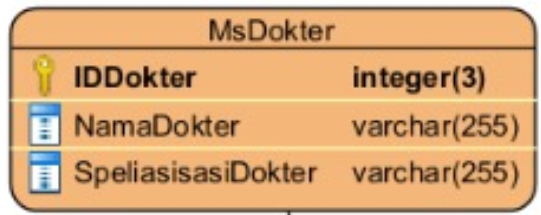 MsDokter
IDDokter integer(3)
NamaDokter varchar(255)
SpeliasisasiDokter varchar(255)